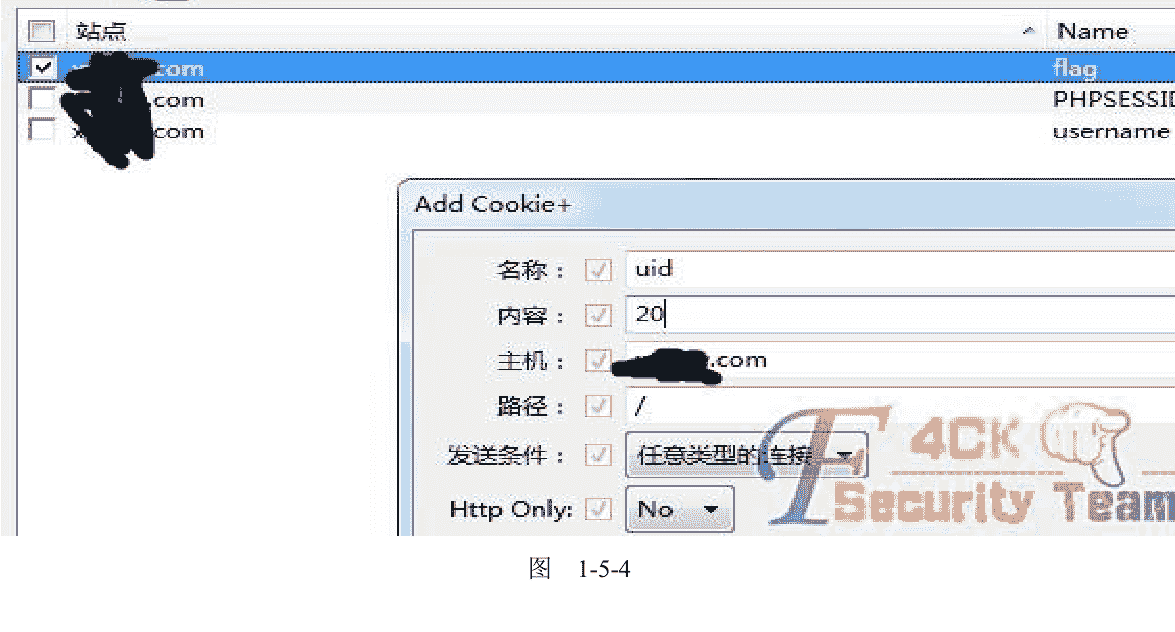 站点 Name
.com flag
.com PHPSESSID
x .com username
Add Cookie+
名称： uid
内容： 20
主机： .com
路径： /
发送条件： 任意类型的连接
Http Only: No
F4CK
Security Team
图 1-5-4